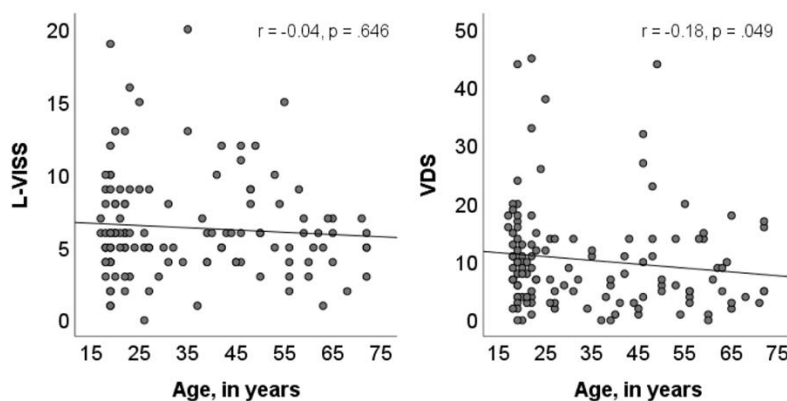 r = -0.04, p = .646
L-VISS
20
15
10
5
0
15 25 35 45 55 65 75
Age, in years
r = -0.18, p = .049
VDS
50
40
30
20
10
0
15 25 35 45 55 65 75
Age, in years